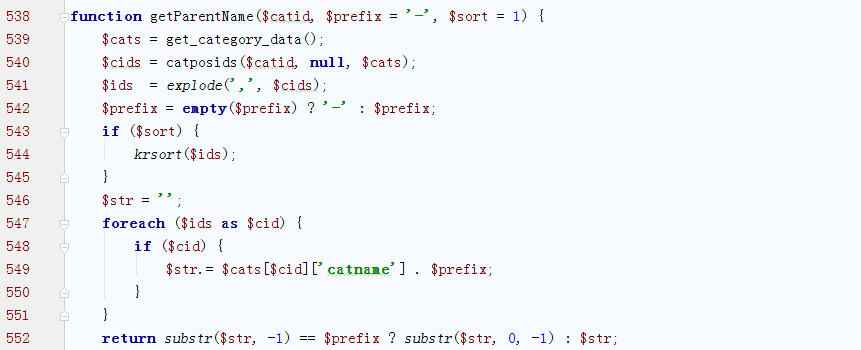 538 function getParentName($catid, $prefix = '-', $sort = 1) {
539 $cats = get_category_data();
540 $cids = catposids($catid, null, $cats);
541 $ids  = explode(',', $cids);
542 $prefix = empty($prefix) ? '-' : $prefix;
543 if ($sort) {
544 krsort($ids);
545 }
546 $str = '';
547 foreach ($ids as $cid) {
548 if ($cid) {
549 $str.= $cats[$cid]['catname'] . $prefix;
550 }
551 }
552 return substr($str, -1) == $prefix ? substr($str, 0, -1) : $str;